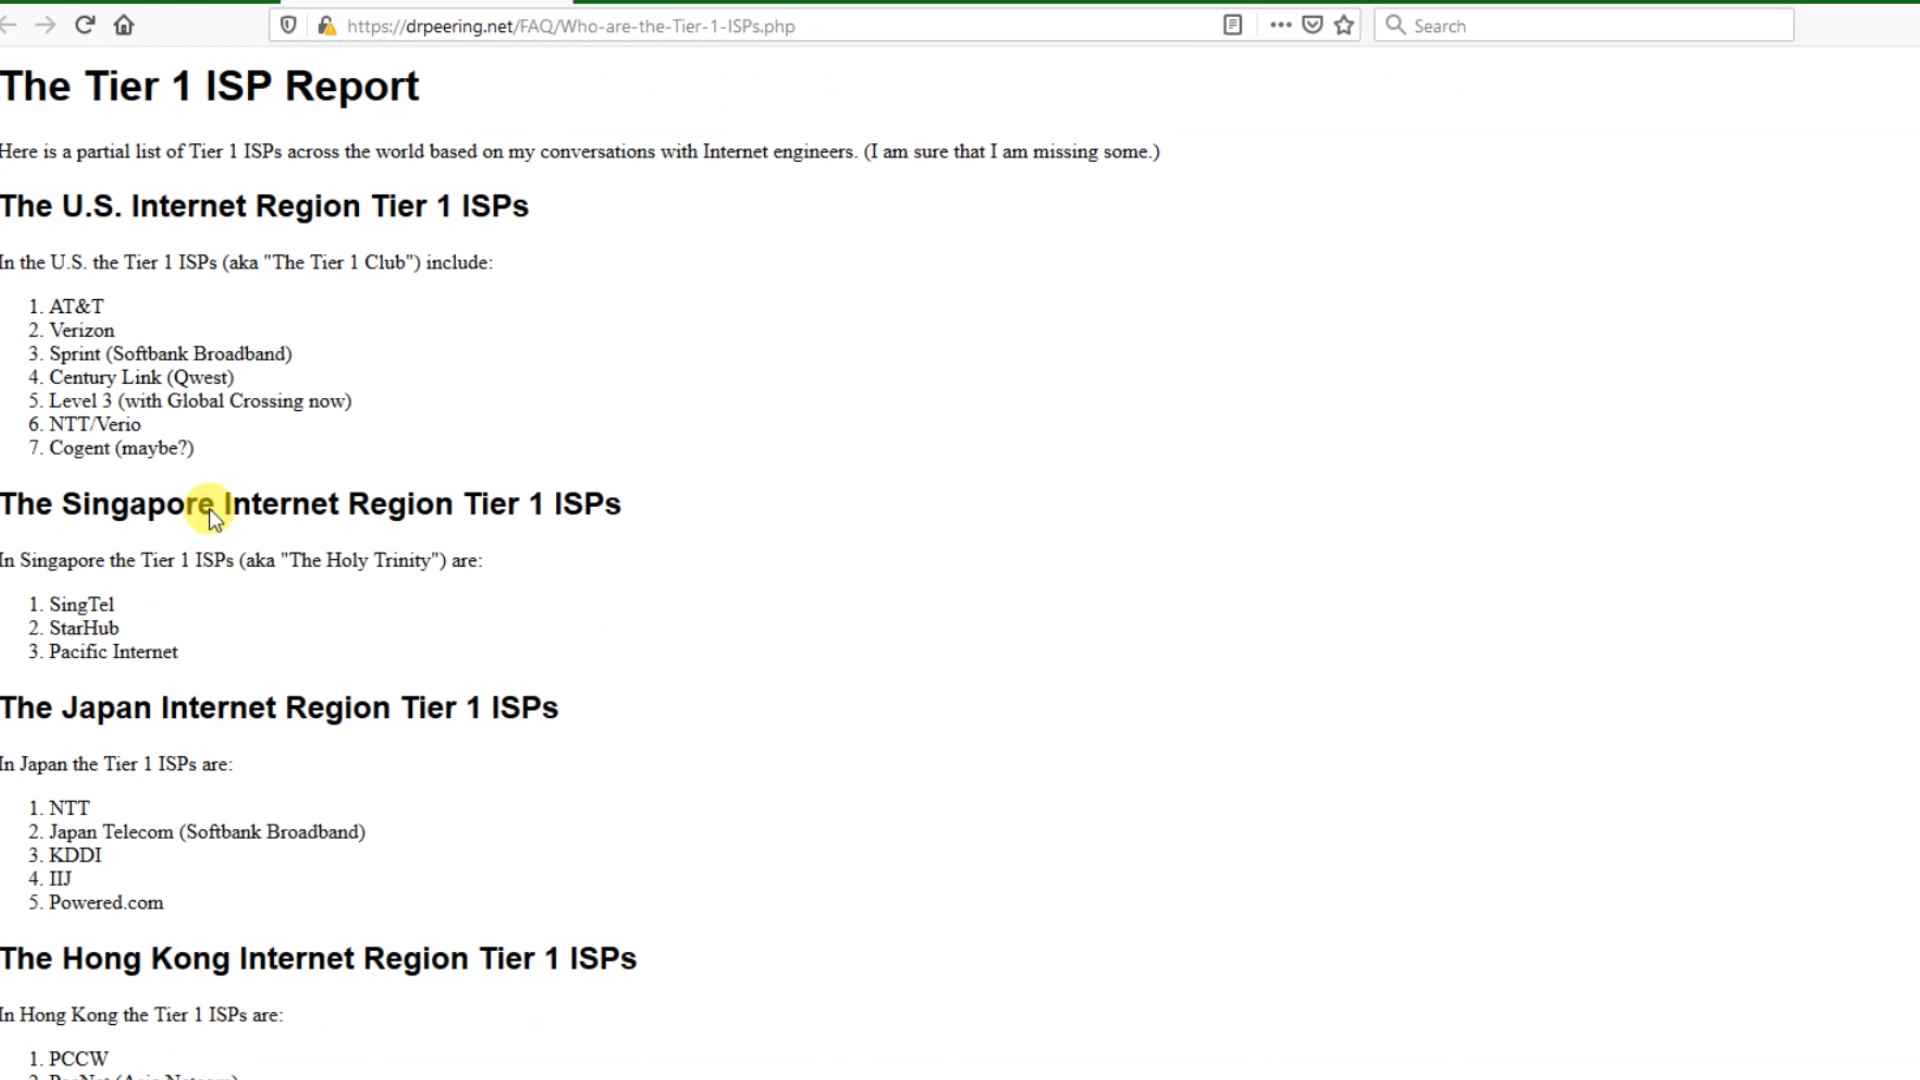 https://drpeering.net/FAQ/Who-are-the-Tier-1-ISPs.php
Search
The Tier 1 ISP Report
Here is a partial list of Tier 1 ISPs across the world based on my conversations with Internet engineers. (I am sure that I am missing some.)
The U.S. Internet Region Tier 1 ISPs
In the U.S. the Tier 1 ISPs (aka "The Tier 1 Club") include:
1. AT&T
2. Verizon
3. Sprint (Softbank Broadband)
4. Century Link (Qwest)
5. Level 3 (with Global Crossing now)
6. NTT/Verio
7. Cogent (maybe?)
The Singapore Internet Region Tier 1 ISPs
In Singapore the Tier 1 ISPs (aka "The Holy Trinity") are:
1. SingTel
2. StarHub
3. Pacific Internet
The Japan Internet Region Tier 1 ISPs
In Japan the Tier 1 ISPs are:
1. NTT
2. Japan Telecom (Softbank Broadband)
3. KDDI
4. IIJ
5. Powered.com
The Hong Kong Internet Region Tier 1 ISPs
In Hong Kong the Tier 1 ISPs are:
1. PCCW